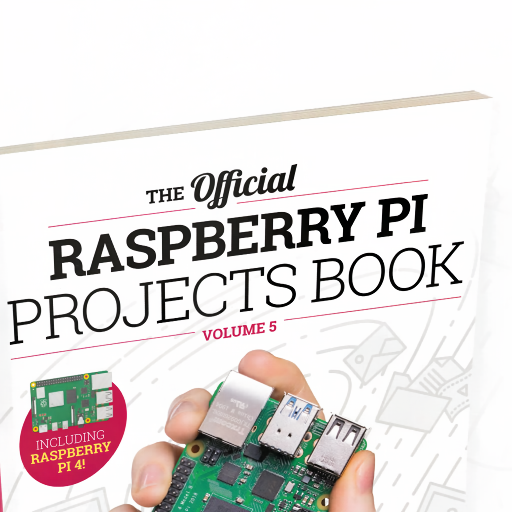 THE Official
RASPBERRY PI
PROJECTS BOOK
VOLUME 5
INCLUDING
RASPBERRY
PI 4!